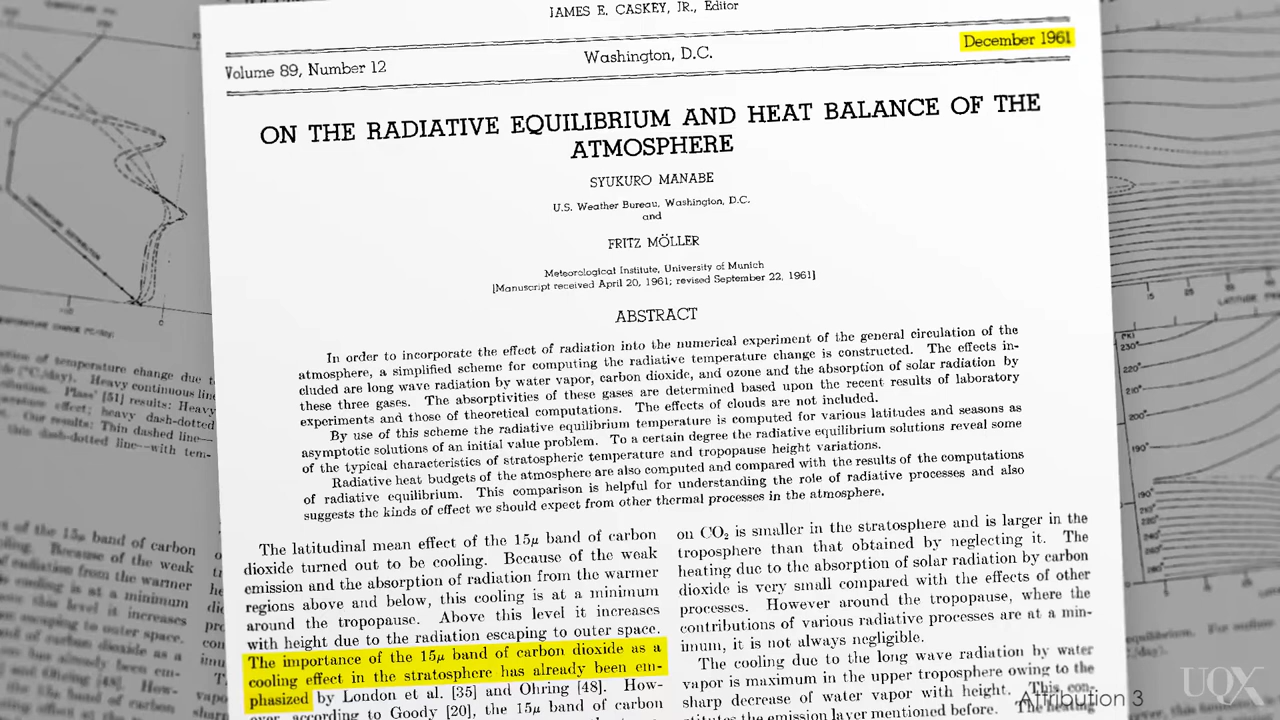 JAMES E. CASKEY, JR., Editor
Volume 89, Number 12
Washington, D.C.
December 1961
ON THE RADIATIVE EQUILIBRIUM AND HEAT BALANCE OF THE
ATMOSPHERE
SYUKURO MANABE
U.S. Weather Bureau, Washington, D.C.
and
FRITZ MÖLLER
Meteorological Institute, University of Munich
[Manuscript received April 20, 1961; revised September 22, 1961]
ABSTRACT
In order to incorporate the effect of radiation into the numerical experiment of the general circulation of the
atmosphere, a simplified scheme for computing the radiative temperature change is constructed. The effects in-
cluded are long wave radiation by water vapor, carbon dioxide, and ozone and the absorption of solar radiation by
these three gases. The absorptivities of these gases are determined based upon the recent results of laboratory
experiments and those of theoretical computations. The effects of clouds are not included.
By use of this scheme the radiative equilibrium temperature is computed for various latitudes and seasons as
asymptotic solutions of an initial value problem. To a certain degree the radiative equilibrium solutions reveal some
of the typical characteristics of stratospheric temperature and tropopause height variations.
Radiative heat budgets of the atmosphere are also computed and compared with the results of the computations
of radiative equilibrium. This comparison is helpful for understanding the role of radiative processes and also
suggests the kinds of effect we should expect from other thermal processes in the atmosphere.
The latitudinal mean effect of the 15μ band of carbon
dioxide turned out to be cooling. Because of the weak
emission and the absorption of radiation from the warmer
regions above and below, this cooling is at a minimum
around the tropopause. Above this level it increases
with height due to the radiation escaping to outer space.
The importance of the 15μ band of carbon dioxide as a
cooling effect in the stratosphere has already been em-
phasized by London et al. [35] and Ohring [48]. How-
ever, according to Goody [20], the 15μ band of carbon
on CO₂ is smaller in the stratosphere and is larger in the
troposphere than that obtained by neglecting it. The
heating due to the absorption of solar radiation by carbon
dioxide is very small compared with the effects of other
processes. However around the tropopause, where the
contributions of various radiative processes are at a min-
imum, it is not always negligible.
The cooling due to the long wave radiation by water
vapor is maximum in the upper troposphere owing to the
sharp decrease of water vapor with height. This con-
stitutes the emission layer mentioned before. The heating
Attribution 3
UQX